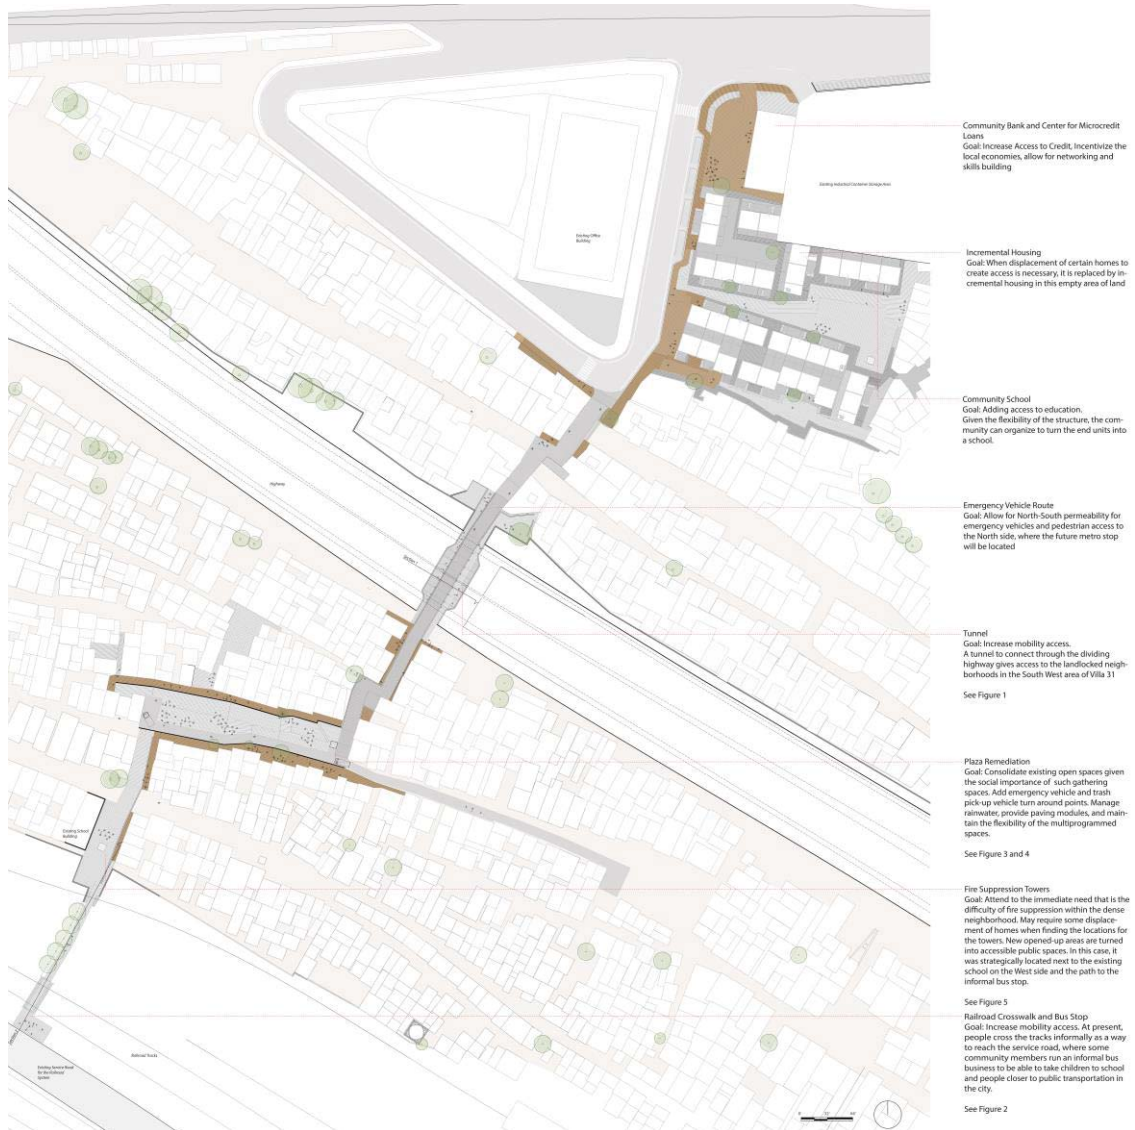 Community Bank and Center for Microcredit
Loans
Goal: Increase Access to Credit, Incentivize the
local economies, allow for networking and
skills building
Existing Industrial Container Storage Area
Existing Office
Building
Incremental Housing
Goal: When displacement of certain homes to
create access is necessary, it is replaced by in-
cremental housing in this empty area of land
Community School
Goal: Adding access to education.
Given the flexibility of the structure, the com-
munity can organize to turn the end units into
a school.
Highway
Emergency Vehicle Route
Goal: Allow for North-South permeability for
emergency vehicles and pedestrian access to
the North side, where the future metro stop
will be located
Tunnel
Goal: Increase mobility access.
A tunnel to connect through the dividing
highway gives access to the landlocked neigh-
borhoods in the South West area of Villa 31
See Figure 1
Plaza Remediation
Goal: Consolidate existing open spaces given
the social importance of such gathering
spaces. Add emergency vehicle and trash
pick-up vehicle turn around points. Manage
rainwater, provide paving modules, and main-
tain the flexibility of the multiprogrammed
spaces.
See Figure 3 and 4
Existing School
Building
Fire Suppression Towers
Goal: Attend to the immediate need that is the
difficulty of fire suppression within the dense
neighborhood. May require some displace-
ment of homes when finding the locations for
the towers. New opened-up areas are turned
into accessible public spaces. In this case, it
was strategically located next to the existing
school on the West side and the path to the
informal bus stop.
See Figure 5
Railroad Crosswalk and Bus Stop
Goal: Increase mobility access. At present,
people cross the tracks informally as a way
to reach the service road, where some
community members run an informal bus
business to be able to take children to school
and people closer to public transportation in
the city.
See Figure 2
Railroad Tracks
Existing Service Road
for the Railroad
System